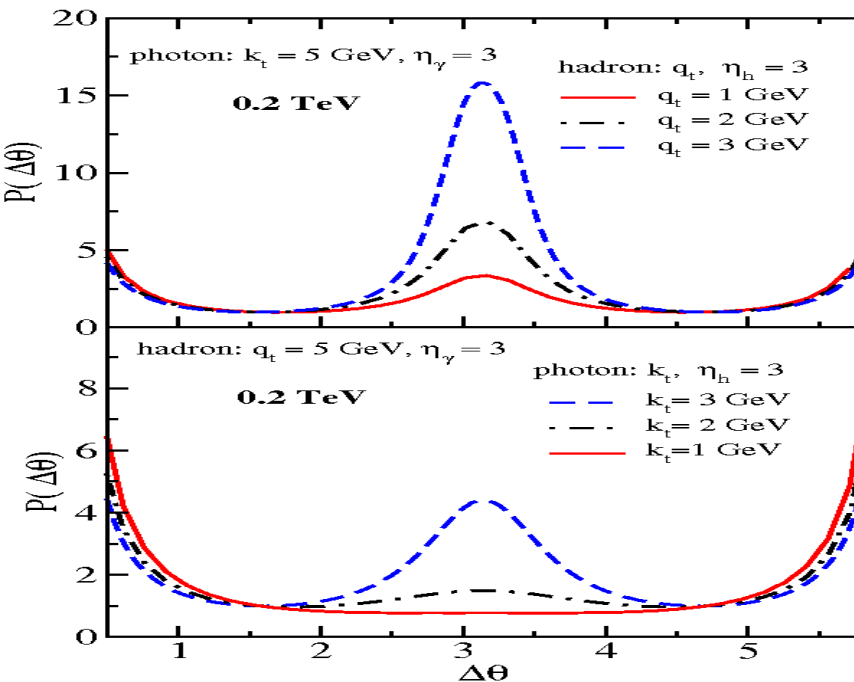 20
15
10
5
0
P(Δθ)
photon: k_t = 5 GeV, η_γ = 3
0.2 TeV
hadron: q_t, η_h = 3
q_t = 1 GeV
q_t = 2 GeV
q_t = 3 GeV
8
6
4
2
0
P(Δθ)
hadron: q_t = 5 GeV, η_γ = 3
0.2 TeV
photon: k_t, η_h = 3
k_t= 3 GeV
k_t= 2 GeV
k_t=1 GeV
1 2 3 4 5
Δθ